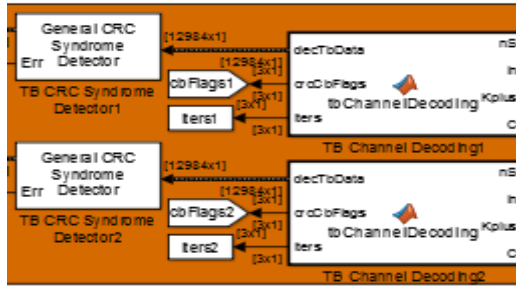 General CRC
Syndrome
Detector
Err
TB CRC Syndrome
Detector1
[12984x1]
[12984x1]
cbFlags1
[3x1]
[3x1]
Iters1
[3x1]
decTbData
crcCbFlags
Iters
tbChannelDecoding
nS
In
Kplus
C
TB Channel Decoding1
General CRC
Syndrome
Detector
Err
TB CRC Syndrome
Detector2
[12984x1]
[12984x1]
cbFlags2
[3x1]
[3x1]
Iters2
[3x1]
decTbData
crcCbFlags
Iters
tbChannelDecoding
nS
In
Kplus
C
TB Channel Decoding2